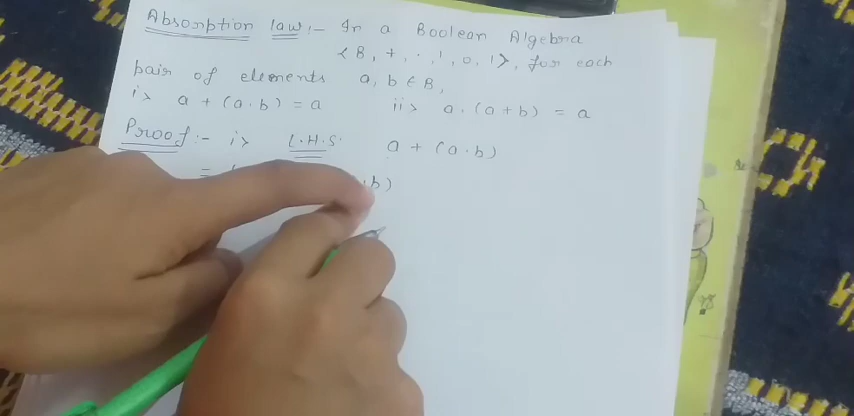 Absorption law :- In a Boolean Algebra
< B, +, ·, ', 0, 1 >, for each
pair of elements a, b ∈ B,
i> a + (a · b) = a ii> a · (a + b) = a
Proof :- i> L.H.S. a + (a · b)
= · b)